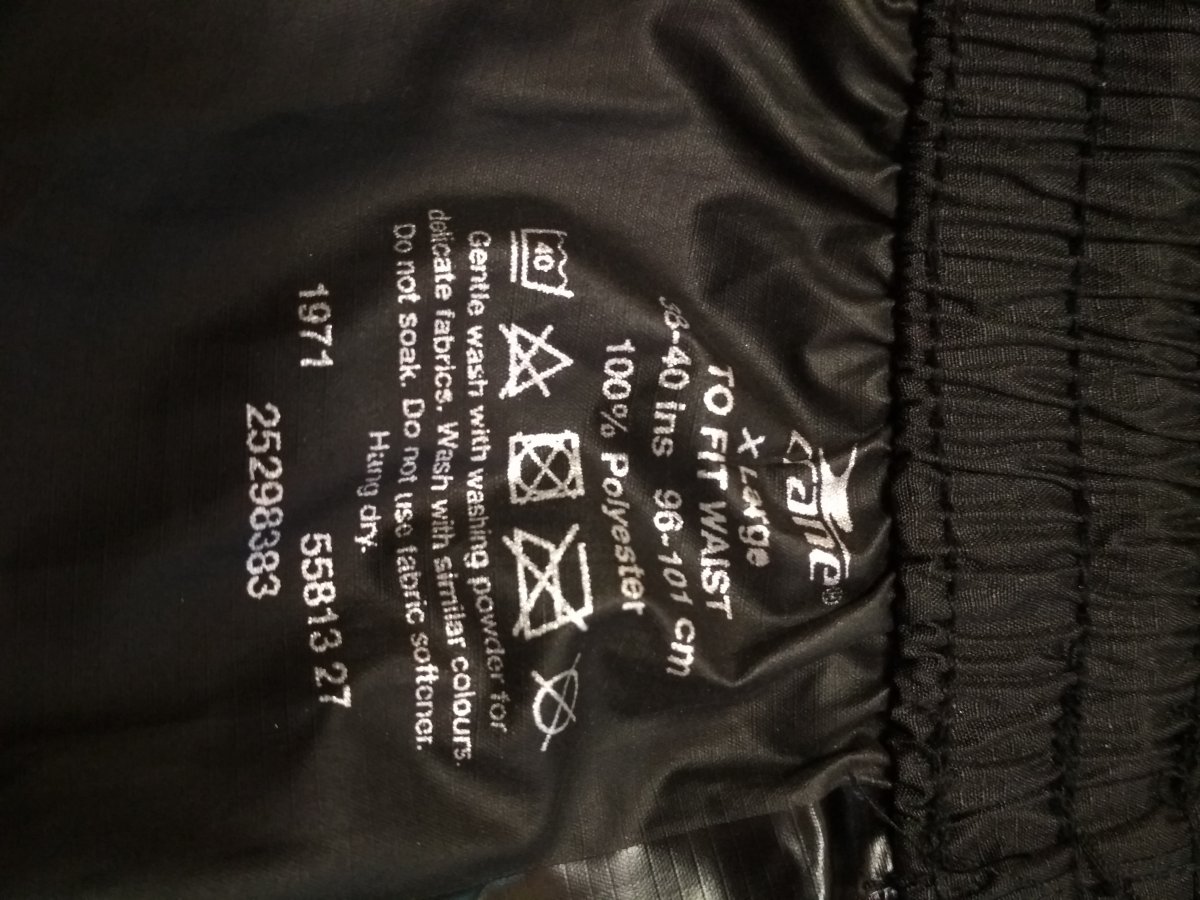 crane®
X Large
TO FIT WAIST
38-40 ins 96-101 cm
100% Polyester
40
Gentle wash with washing powder for
delicate fabrics. Wash with similar colours.
Do not soak. Do not use fabric softener.
Hang dry.
1971 55813 27
25298383